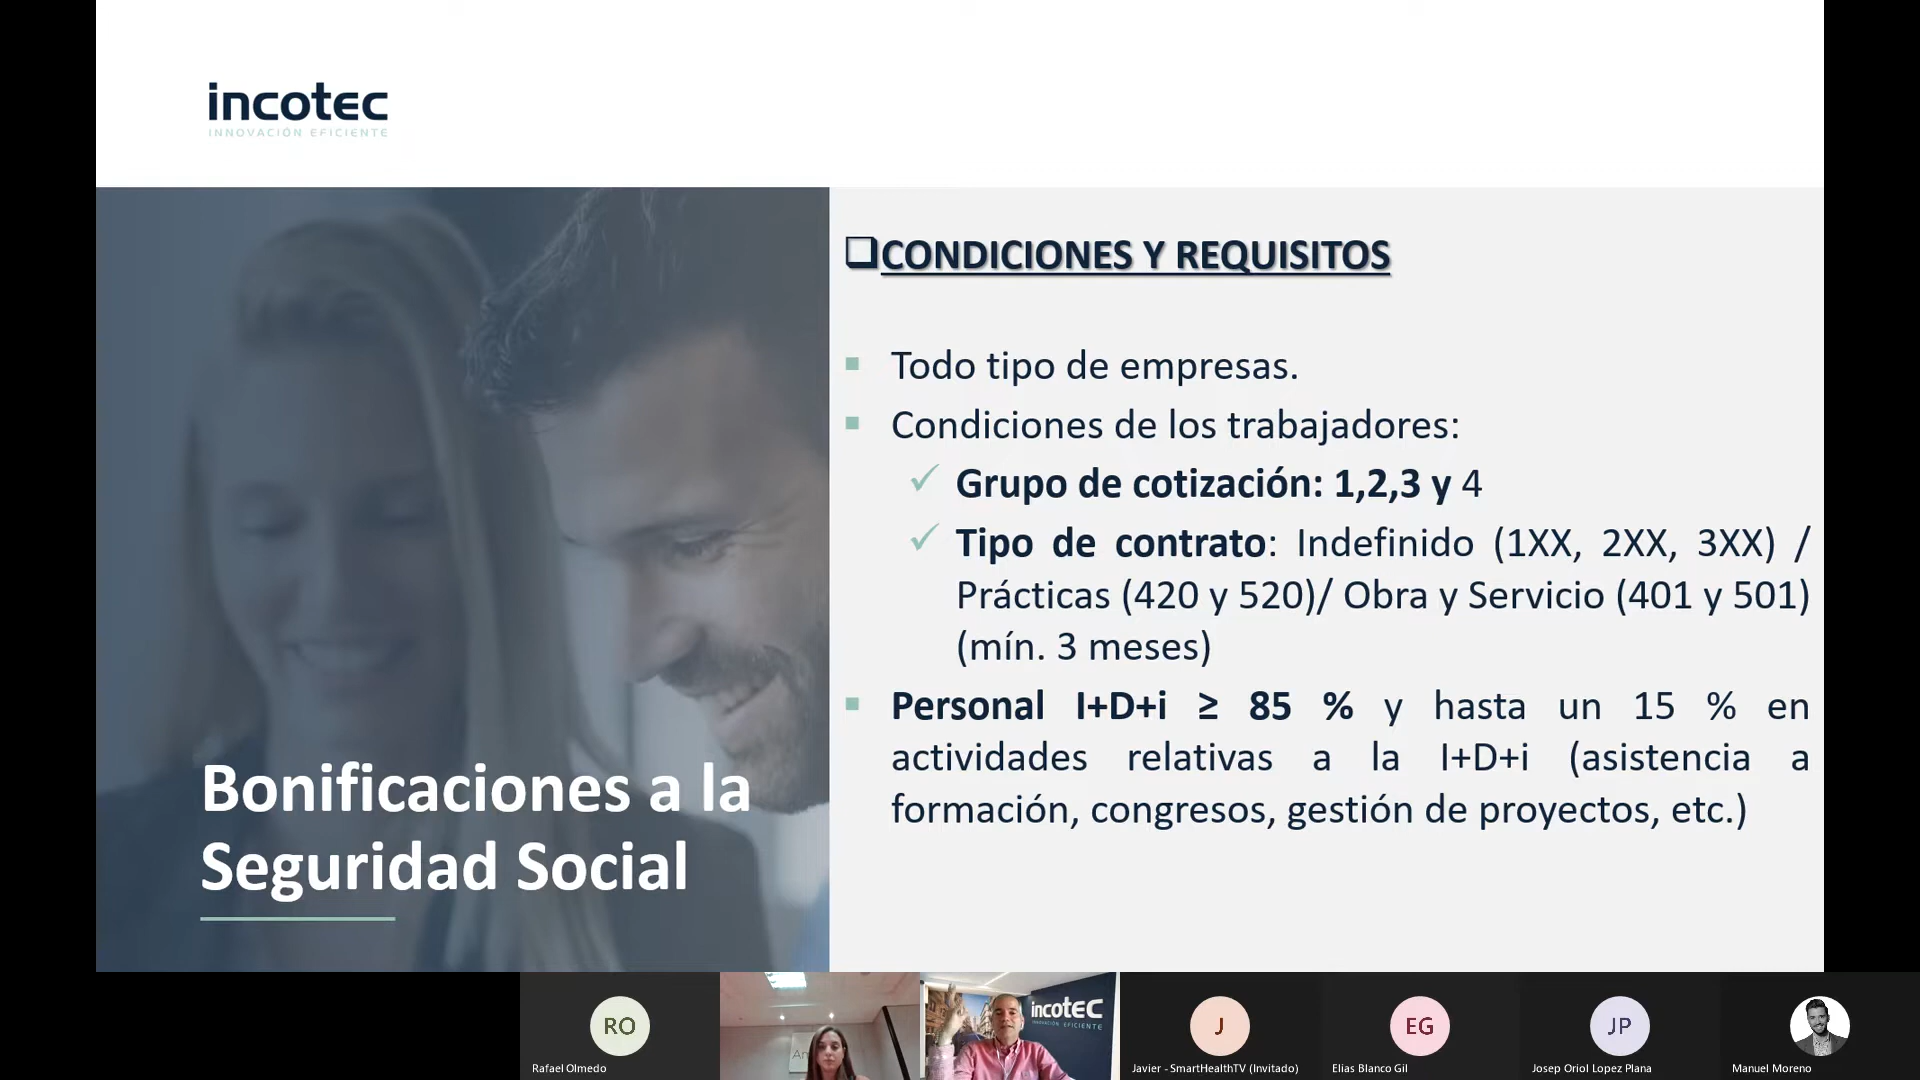 incotec
INNOVACIÓN EFICIENTE
Bonificaciones a la
Seguridad Social
CONDICIONES Y REQUISITOS
Todo tipo de empresas.
Condiciones de los trabajadores:
Grupo de cotización: 1,2,3 y 4
Tipo de contrato: Indefinido (1XX, 2XX, 3XX) /
Prácticas (420 y 520)/ Obra y Servicio (401 y 501)
(mín. 3 meses)
Personal I+D+i ≥ 85 % y hasta un 15 % en
actividades relativas a la I+D+i (asistencia a
formación, congresos, gestión de proyectos, etc.)
RO
Rafael Olmedo
incotec
INNOVACIÓN EFICIENTE
J
Javier - SmartHealthTV (Invitado)
EG
Elias Blanco Gil
JP
Josep Oriol Lopez Plana
Manuel Moreno